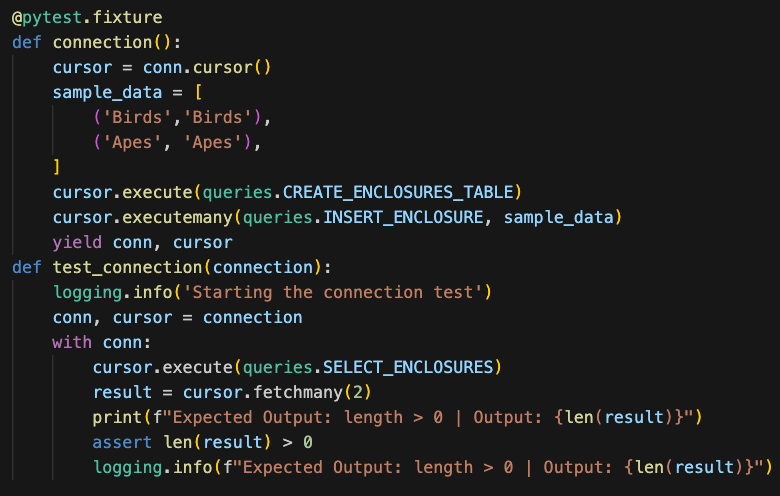 @pytest.fixture
def connection():
    cursor = conn.cursor()
    sample_data = [
        ('Birds','Birds'),
        ('Apes', 'Apes'),
    ]
    cursor.execute(queries.CREATE_ENCLOSURES_TABLE)
    cursor.executemany(queries.INSERT_ENCLOSURE, sample_data)
    yield conn, cursor
def test_connection(connection):
    logging.info('Starting the connection test')
    conn, cursor = connection
    with conn:
        cursor.execute(queries.SELECT_ENCLOSURES)
        result = cursor.fetchmany(2)
        print(f"Expected Output: length > 0 | Output: {len(result)}")
        assert len(result) > 0
        logging.info(f"Expected Output: length > 0 | Output: {len(result)}")